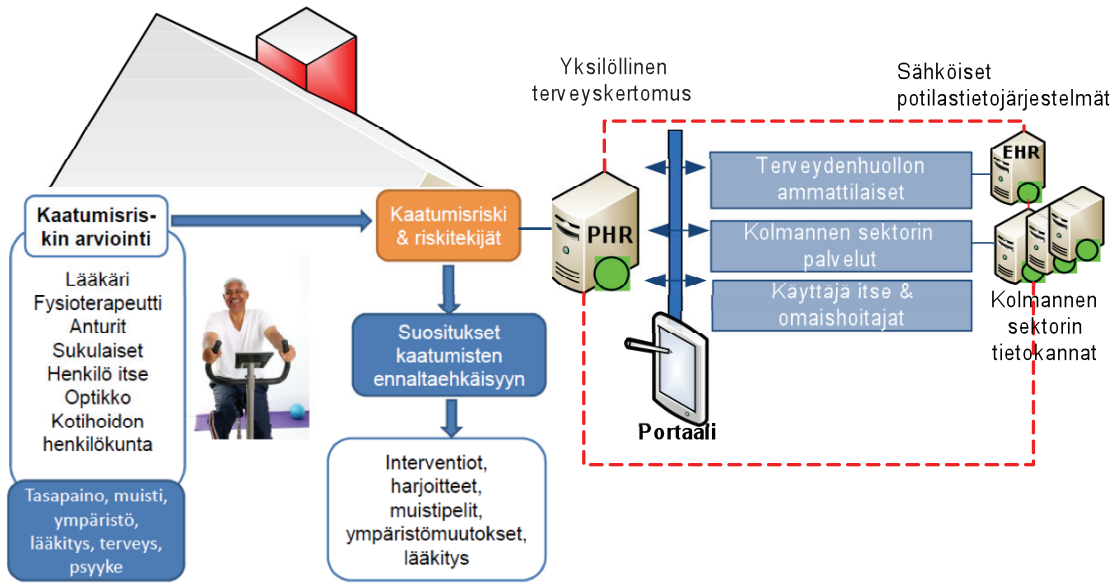 Kaatumisris-
kin arviointi
Lääkäri
Fysioterapeutti
Anturit
Sukulaiset
Henkilö itse
Optikko
Kotihoidon
henkilökunta
Tasapaino, muisti,
ympäristö,
lääkitys, terveys,
psyyke
Kaatumisriski
& riskitekijät
Suositukset
kaatumisten
ennaltaehkäisyyn
Interventiot,
harjoitteet,
muistipelit,
ympäristömuutokset,
lääkitys
Yksilöllinen
terveyskertomus
PHR
Portaali
Terveydenhuollon
ammattilaiset
Kolmannen sektorin
palvelut
Käyttäjä itse &
omaishoitajat
Sähköiset
potilastietojärjestelmät
EHR
Kolmannen
sektorin
tietokannat